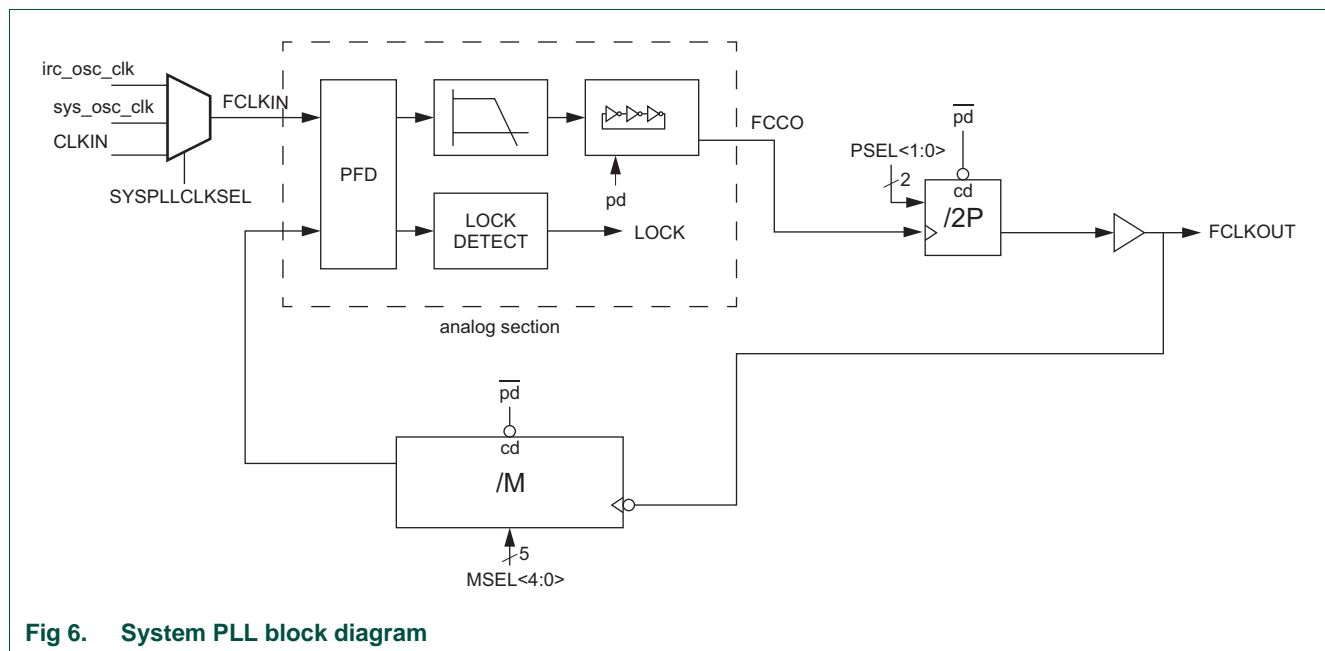 irc_osc_clk
sys_osc_clk
CLKIN
SYSPLLCLKSEL
FCLKIN
PFD
LOCK
DETECT
LOCK
pd
analog section
FCCO
PSEL<1:0>
2
pd
cd
/2P
FCLKOUT
pd
cd
/M
5
MSEL<4:0>
Fig 6. System PLL block diagram